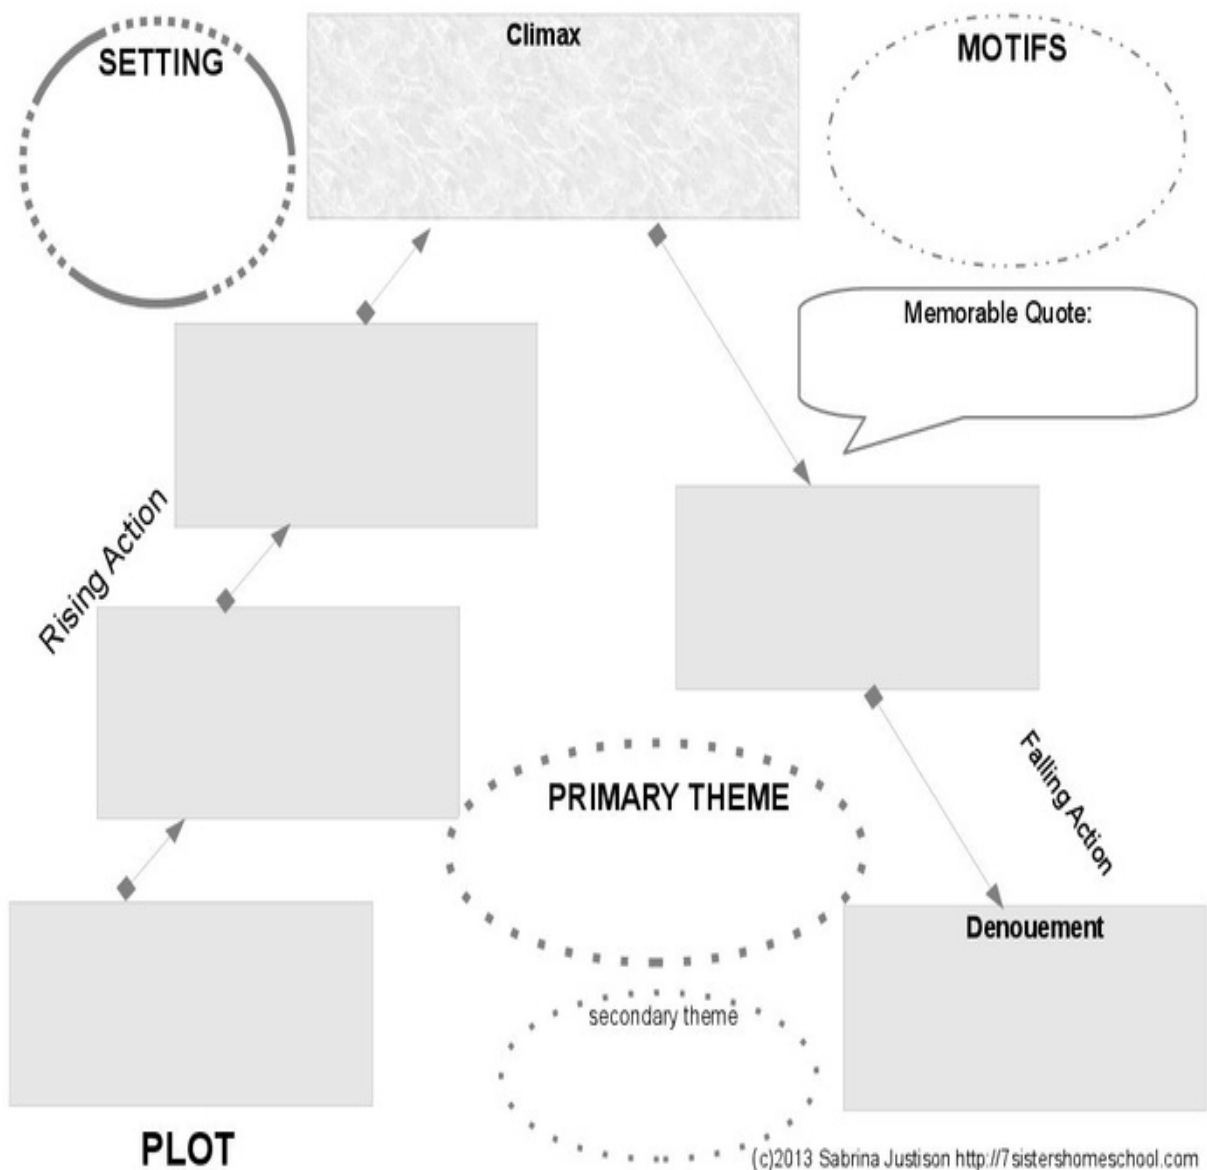 SETTING
Climax
MOTIFS
Memorable Quote:
Rising Action
PRIMARY THEME
Falling Action
Denouement
secondary theme
PLOT
(c)2013 Sabrina Justison http://7sistershomeschool.com